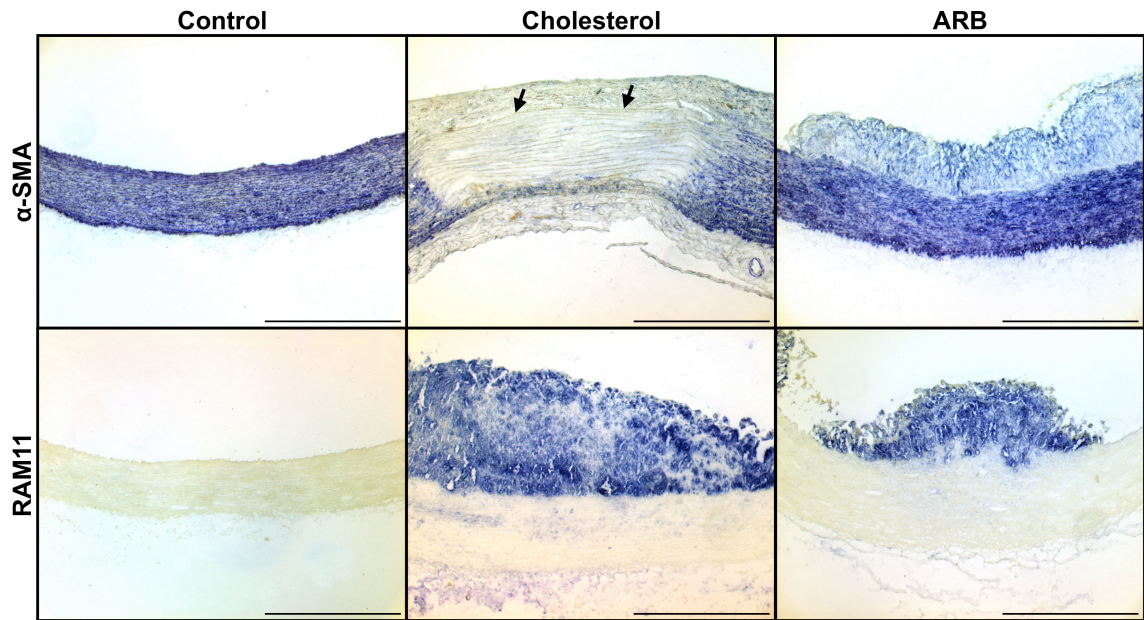 Control Cholesterol ARB
α-SMA
RAM11